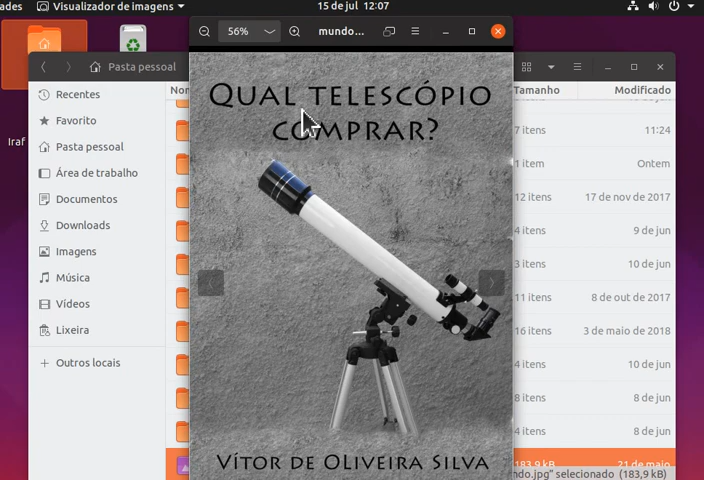 ades Visualizador de imagens 15 de jul 12:07
56% mundo...
Pasta pessoal
Iraf
Recentes
Favorito
Pasta pessoal
Área de trabalho
Documentos
Downloads
Imagens
Música
Vídeos
Lixeira
Outros locais
Non Tamanho Modificado
7 itens 11:24
1 item Ontem
12 itens 17 de nov de 2017
4 itens 9 de jun
3 itens 10 de jun
11 itens 8 de out de 2017
16 itens 3 de maio de 2018
4 itens 10 de jun
8 itens 8 de jun
4 itens 8 de jun
183,9 kB 21 de maio
ndo.jpg" selecionado (183,9 kB)
Qual telescópio
comprar?
Vítor de OLiveira Silva